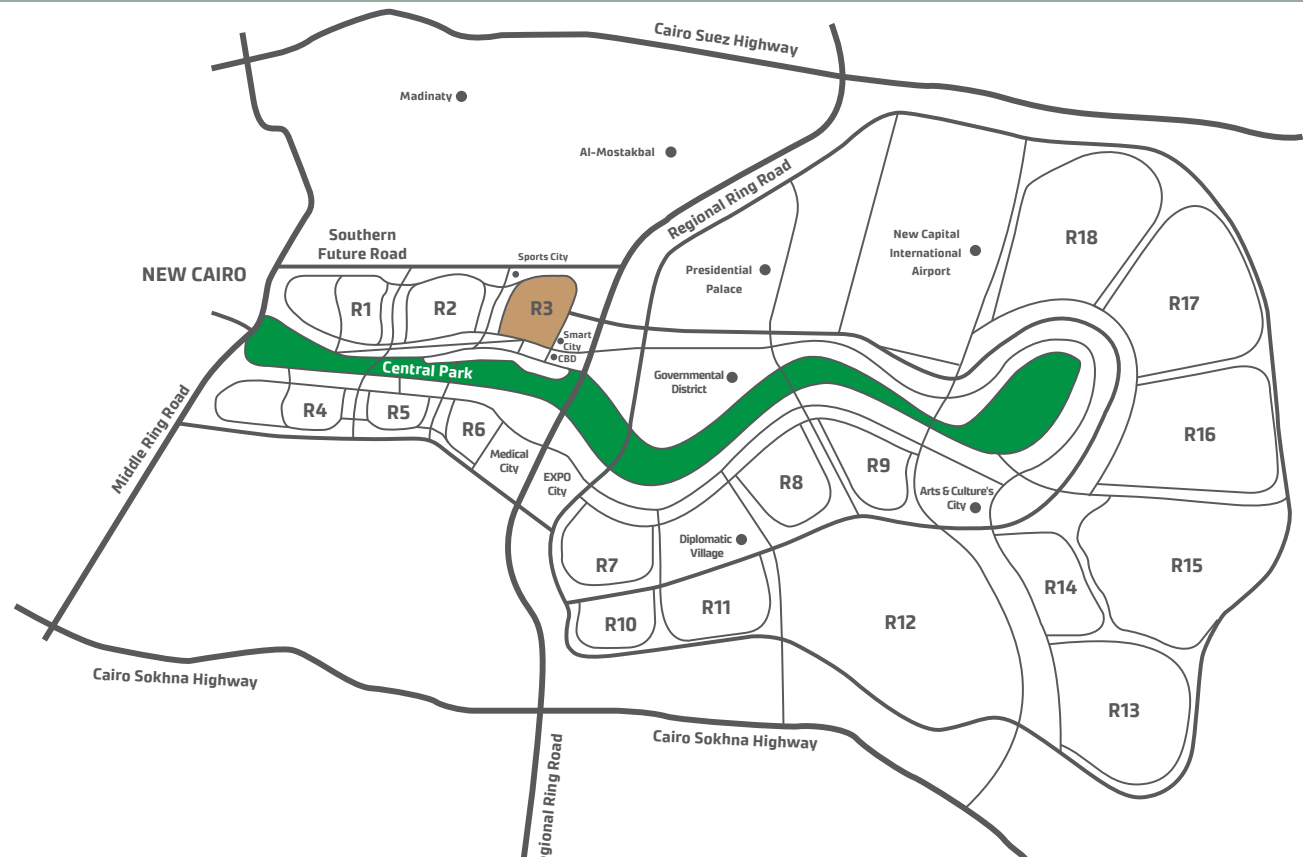 Cairo Suez Highway
Madinaty
Al-Mostakbal
Regional Ring Road
Southern
Future Road
NEW CAIRO
Sports City
New Capital
International
Airport
Presidential
Palace
R18
R17
R1
R2
R3
Smart
City
CBD
Central Park
Governmental
District
Middle Ring Road
R4
R5
R6
Medical
City
EXPO
City
R8
R9
Arts & Culture's
City
R16
R7
Diplomatic
Village
R10
R11
R12
R14
R15
R13
Cairo Sokhna Highway
Cairo Sokhna Highway
gional Ring Road